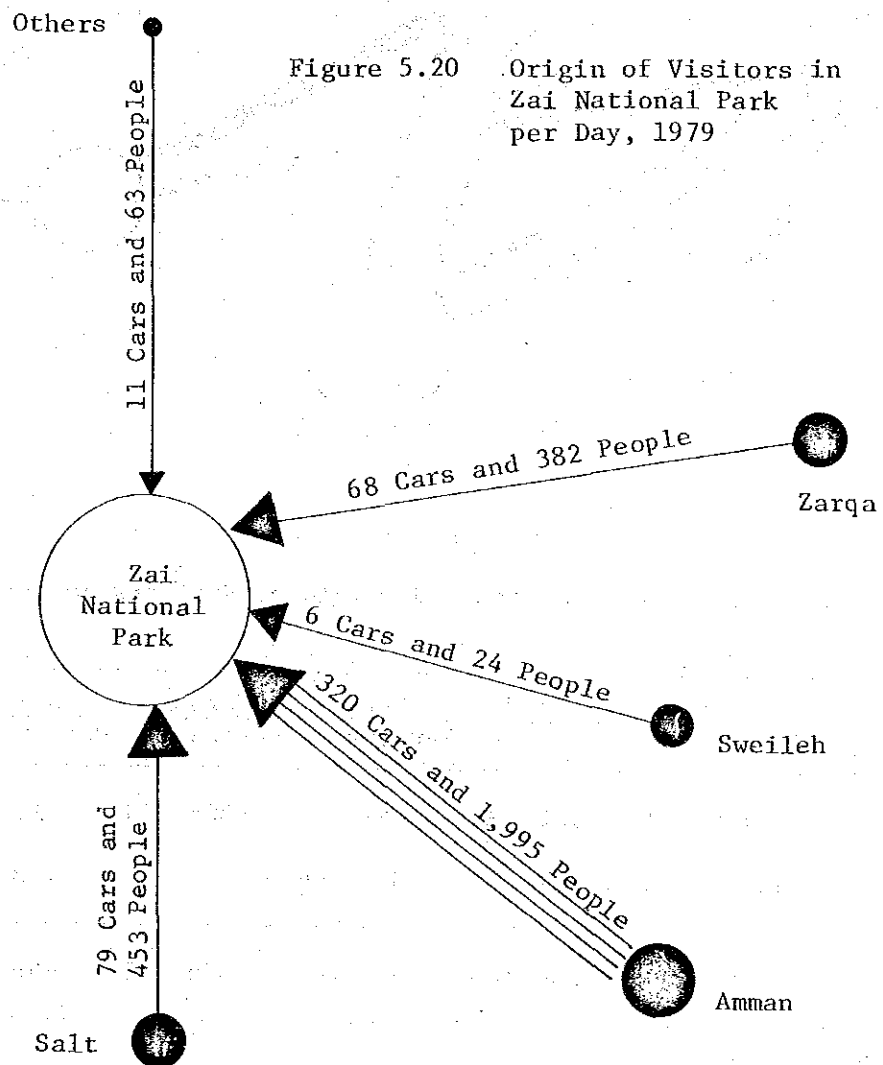 Others
Figure 5.20 Origin of Visitors in
Zai National Park
per Day, 1979
11 Cars and 63 People
68 Cars and 382 People
Zarqa
Zai
National
Park
6 Cars and 24 People
Sweileh
320 Cars and 1,995 People
Amman
79 Cars and
453 People
Salt